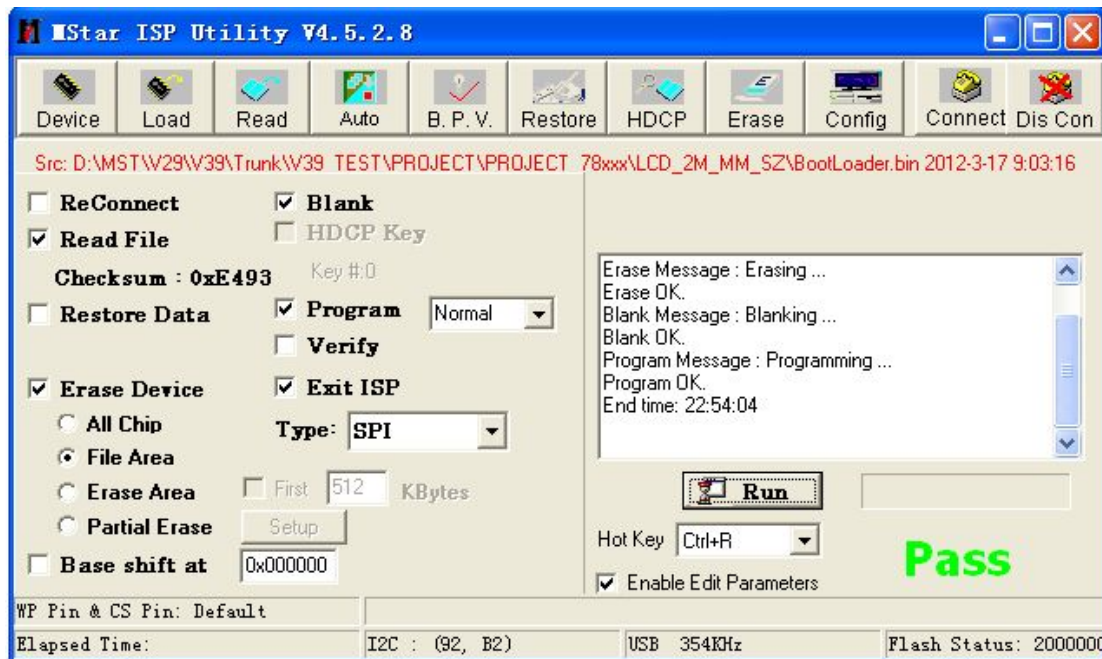 MStar ISP Utility V4.5.2.8
Device Load Read Auto B. P. V. Restore HDCP Erase Config Connect Dis Con
Src: D:\MST\V29\V39\Trunk\V39_TEST\PROJECT\PROJECT_78xxx\LCD_2M_MM_SZ\BootLoader.bin 2012-3-17 9:03:16
ReConnect
Blank
Read File
HDCP Key
Checksum : 0xE493
Key #:0
Restore Data
Program Normal
Verify
Erase Device
Exit ISP
All Chip
Type: SPI
File Area
Erase Area
First 512 KBytes
Partial Erase
Setup
Base shift at 0x000000
Erase Message : Erasing ...
Erase OK.
Blank Message : Blanking ...
Blank OK.
Program Message : Programming ...
Program OK.
End time: 22:54:04
Run
Hot Key Ctrl+R
Pass
Enable Edit Parameters
WP Pin & CS Pin: Default
Elapsed Time: I2C : (92, B2) USB 354KHz Flash Status: 2000000